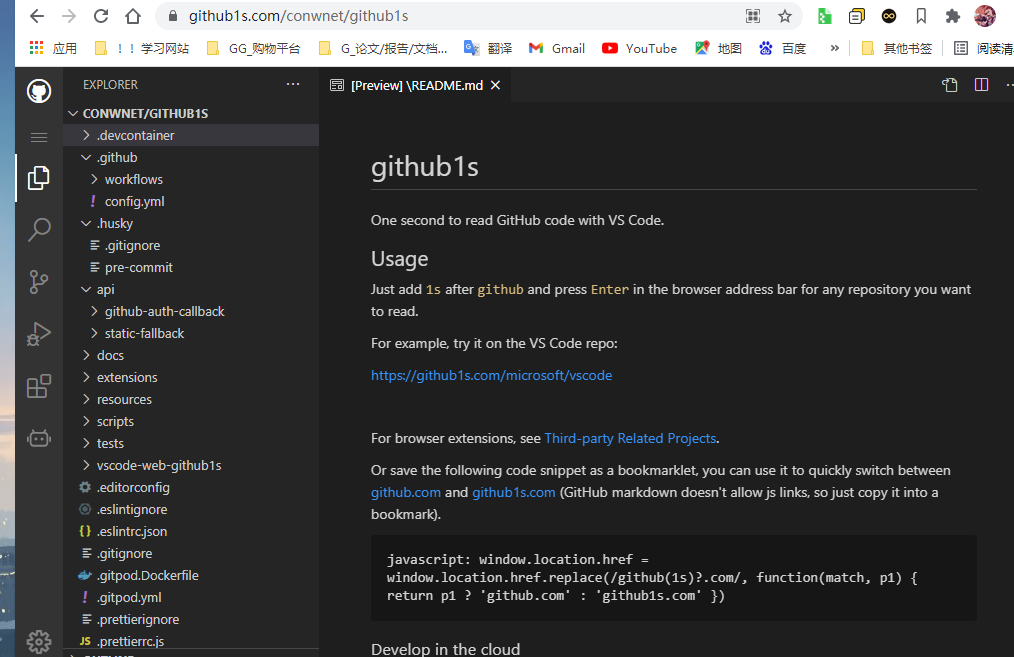 github1s.com/conwnet/github1s
应用 ！！学习网站 GG_购物平台 G_论文/报告/文档... 翻译 Gmail YouTube 地图 百度 » 其他书签 阅读清
EXPLORER ···
CONWNET/GITHUB1S
.devcontainer
.github
workflows
config.yml
.husky
.gitignore
pre-commit
api
github-auth-callback
static-fallback
docs
extensions
resources
scripts
tests
vscode-web-github1s
.editorconfig
.eslintignore
.eslintrc.json
.gitignore
.gitpod.Dockerfile
.gitpod.yml
.prettierignore
JS .prettierrc.js
[Preview] \README.md
github1s
One second to read GitHub code with VS Code.
Usage
Just add 1s after github and press Enter in the browser address bar for any repository you want
to read.
For example, try it on the VS Code repo:
https://github1s.com/microsoft/vscode
For browser extensions, see Third-party Related Projects.
Or save the following code snippet as a bookmarklet, you can use it to quickly switch between
github.com and github1s.com (GitHub markdown doesn't allow js links, so just copy it into a
bookmark).
javascript: window.location.href =
window.location.href.replace(/github(1s)?.com/, function(match, p1) {
return p1 ? 'github.com' : 'github1s.com' })
Develop in the cloud